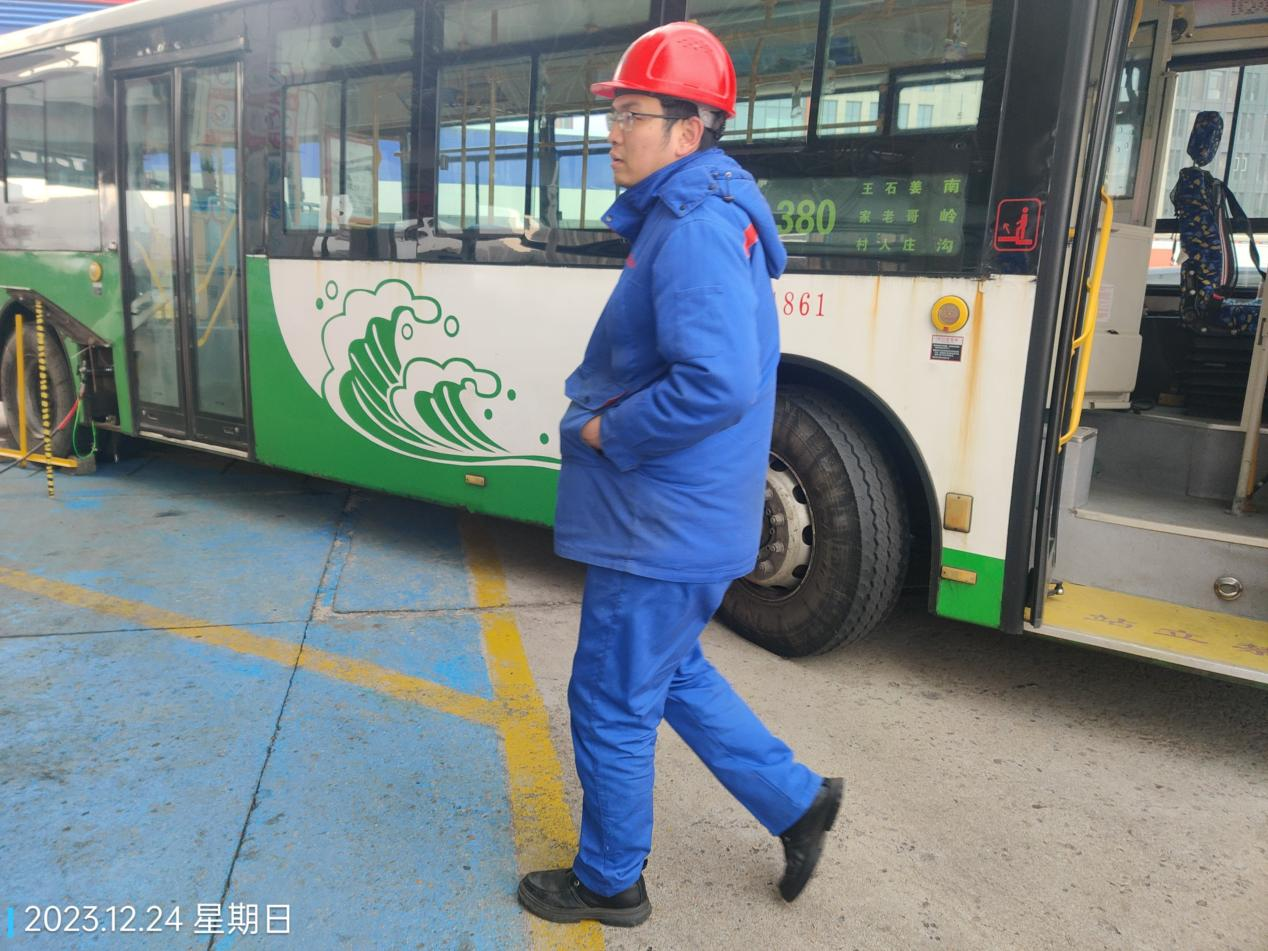 380
王 石 姜 南
家 老 哥 岭
村 人 庄 沟
1861
2023.12.24 星期日